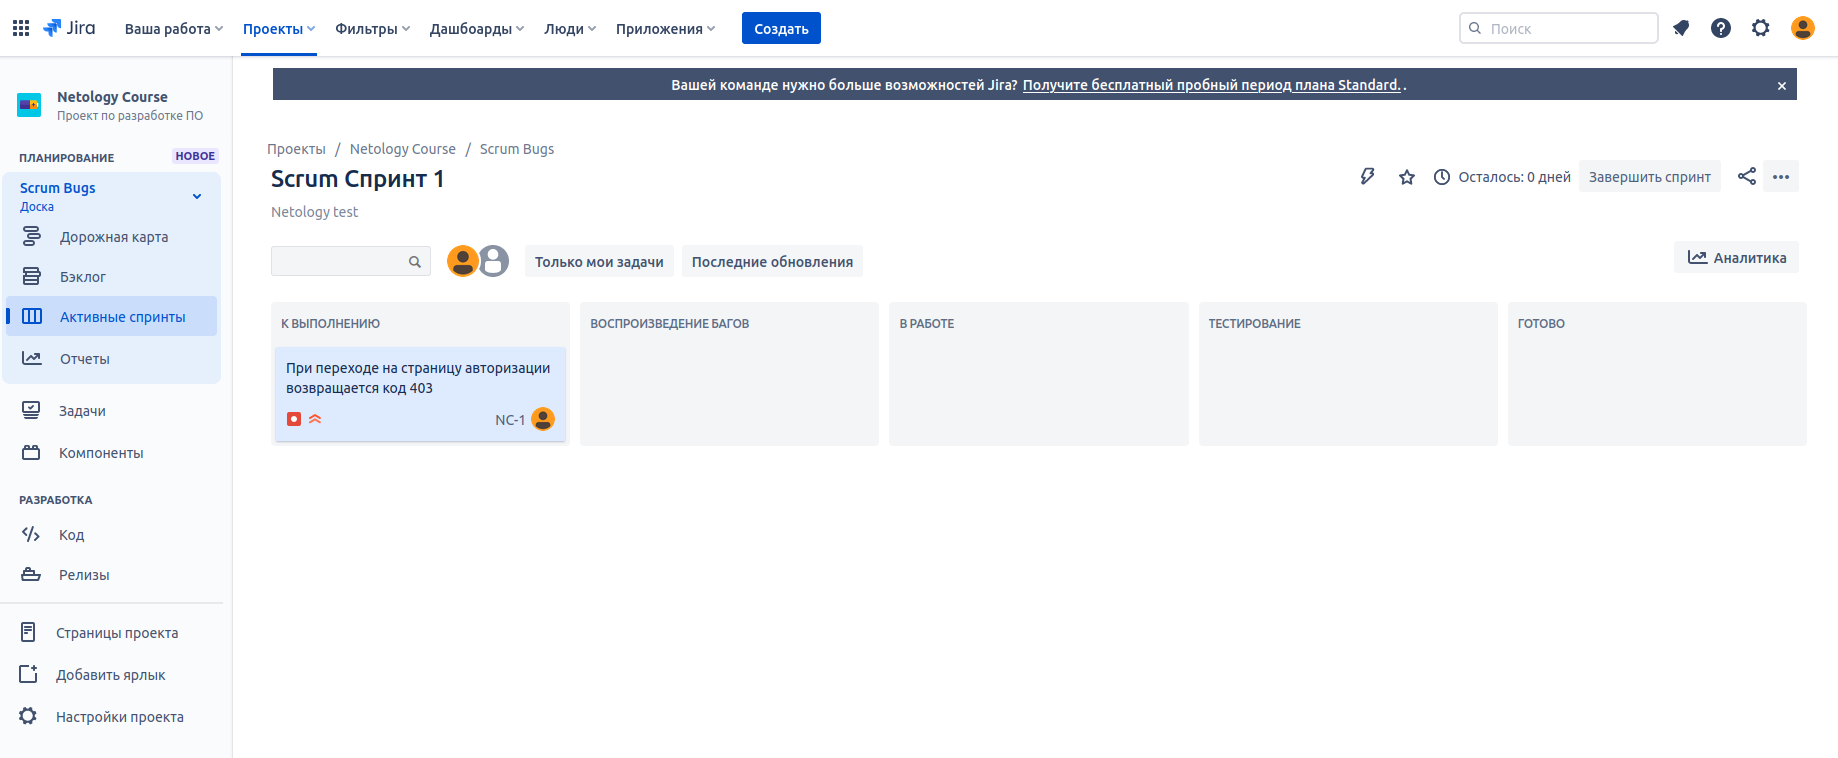 Jira
Ваша работа
Проекты
Фильтры
Дашборды
Люди
Приложения
Создать
Поиск
Netology Course
Проект по разработке ПО
ПЛАНИРОВАНИЕ
НОВОЕ
Scrum Bugs
Доска
Дорожная карта
Бэклог
Активные спринты
Отчеты
Задачи
Компоненты
РАЗРАБОТКА
Код
Релизы
Страницы проекта
Добавить ярлык
Настройки проекта
Вашей команде нужно больше возможностей Jira? Получите бесплатный пробный период плана Standard. .
Проекты / Netology Course / Scrum Bugs
Scrum Спринт 1
Осталось: 0 дней
Завершить спринт
Netology test
Только мои задачи
Последние обновления
Аналитика
К ВЫПОЛНЕНИЮ
При переходе на страницу авторизации
возвращается код 403
NC-1
ВОСПРОИЗВЕДЕНИЕ БАГОВ
В РАБОТЕ
ТЕСТИРОВАНИЕ
ГОТОВО